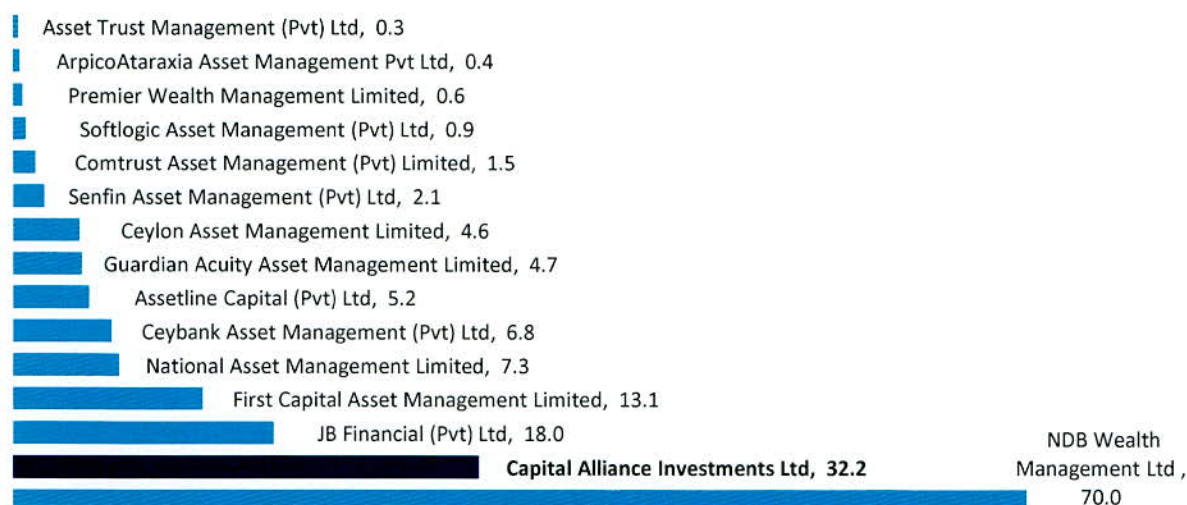 Asset Trust Management (Pvt) Ltd, 0.3
ArpicoAtaraxia Asset Management Pvt Ltd, 0.4
Premier Wealth Management Limited, 0.6
Softlogic Asset Management (Pvt) Ltd, 0.9
Comtrust Asset Management (Pvt) Limited, 1.5
Senfin Asset Management (Pvt) Ltd, 2.1
Ceylon Asset Management Limited, 4.6
Guardian Acuity Asset Management Limited, 4.7
Assetline Capital (Pvt) Ltd, 5.2
Ceybank Asset Management (Pvt) Ltd, 6.8
National Asset Management Limited, 7.3
First Capital Asset Management Limited, 13.1
JB Financial (Pvt) Ltd, 18.0
Capital Alliance Investments Ltd, 32.2
NDB Wealth
Management Ltd ,
70.0